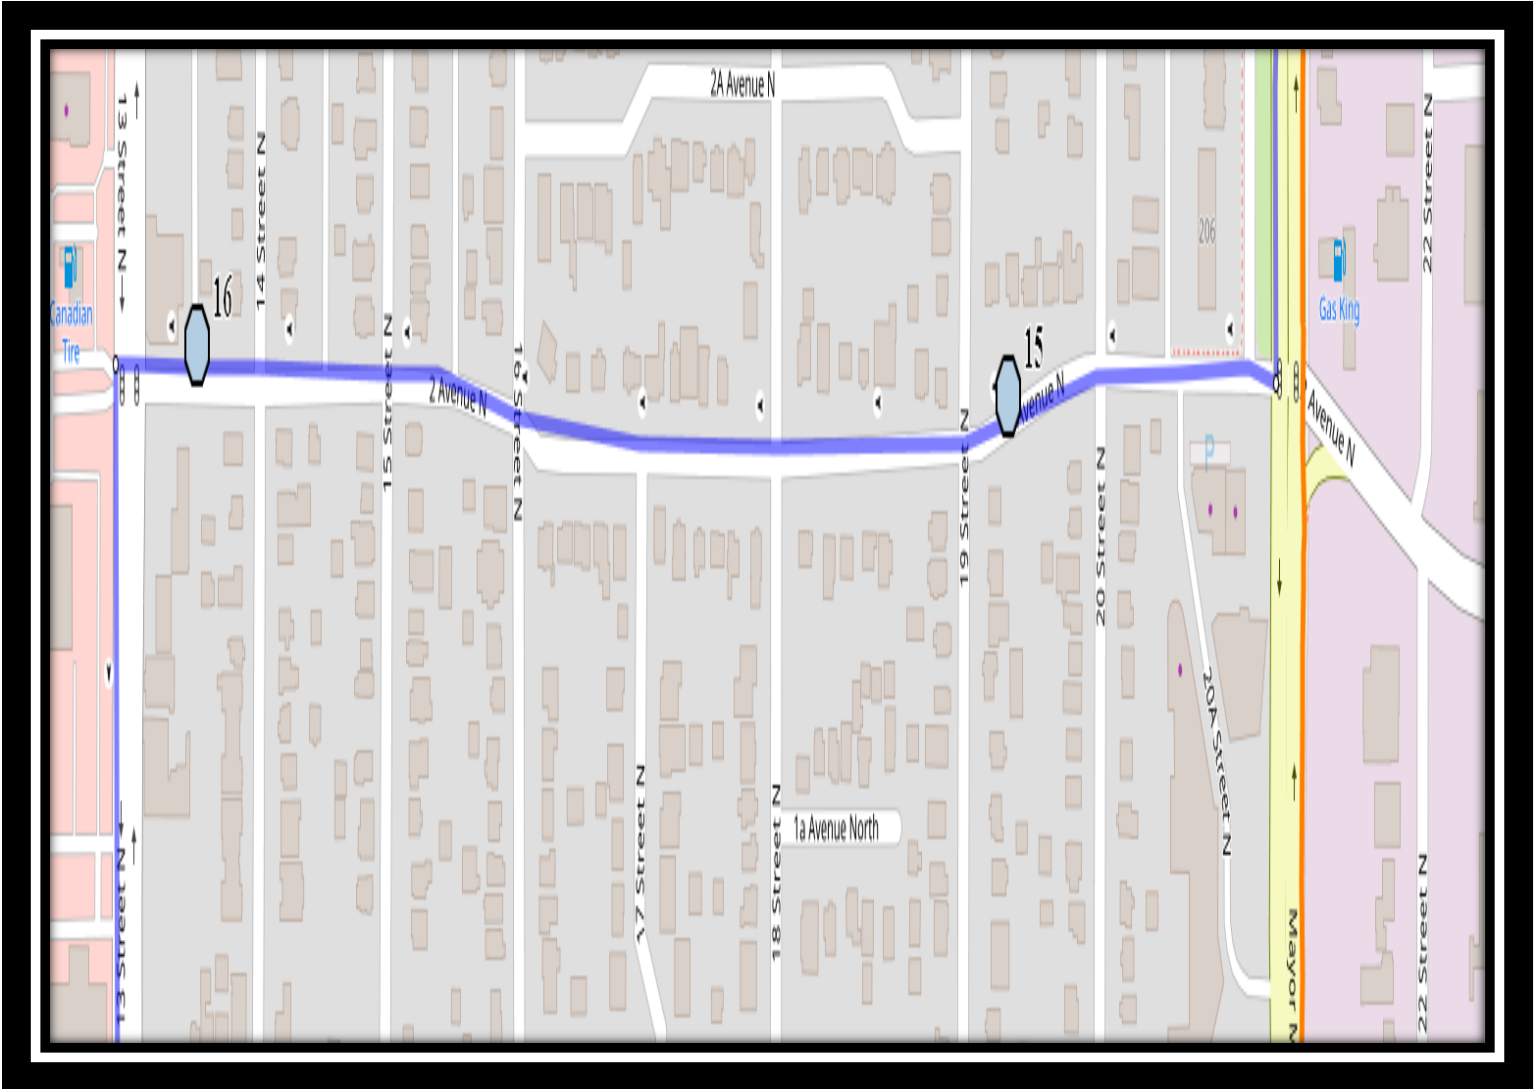 2A Avenue N
13 Street N
14 Street N
22 Street N
206
16
Canadian
Tire
Gas King
15
15 Street N
2 Avenue N
16 Street N
Avenue N
Avenue N
19 Street N
20 Street N
P
20A Street N
17 Street N
18 Street N
1a Avenue North
13 Street N
Mayor M
22 Street N